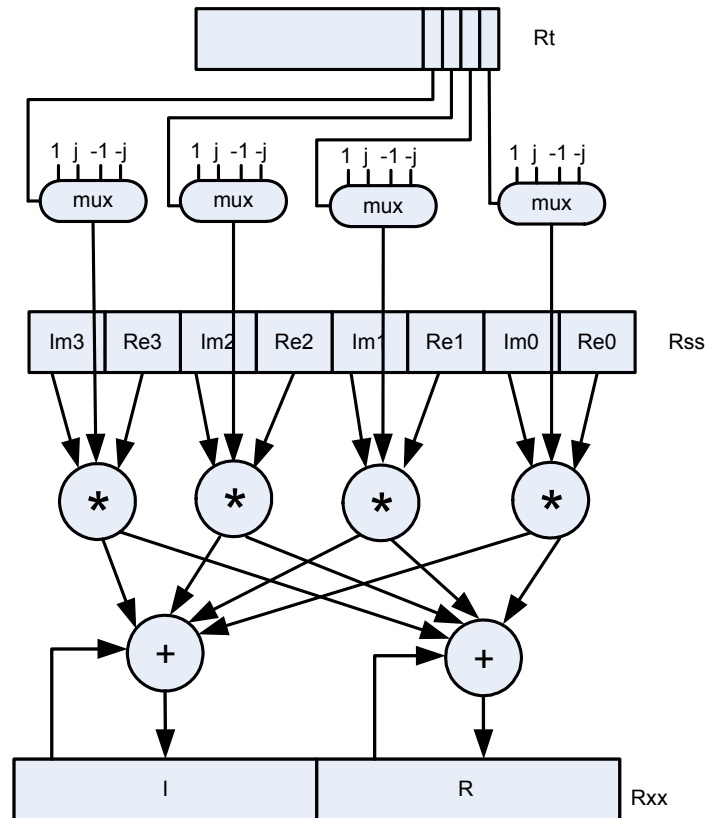 Rt
1 j -1 -j
1 j -1 -j
1 j -1 -j
1 j -1 -j
mux
mux
mux
mux
Im3 Re3 Im2 Re2 Im1 Re1 Im0 Re0
Rss
* * * *
+ +
I R
Rxx